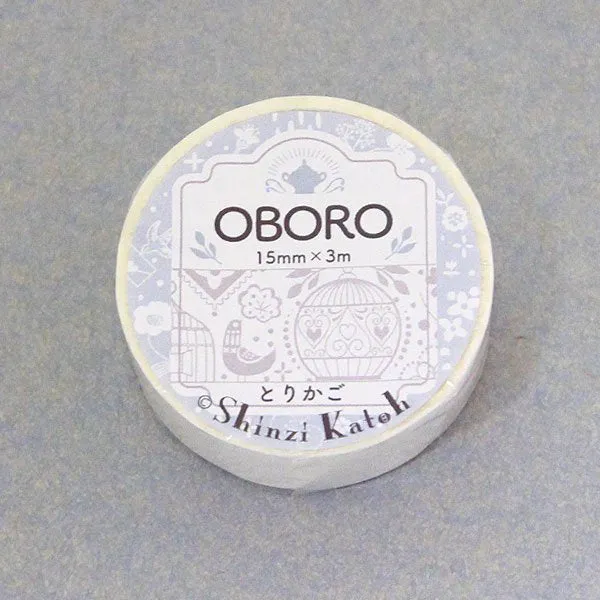 OBORO
15mm×3m
とりかご
©Shinzi Katoh